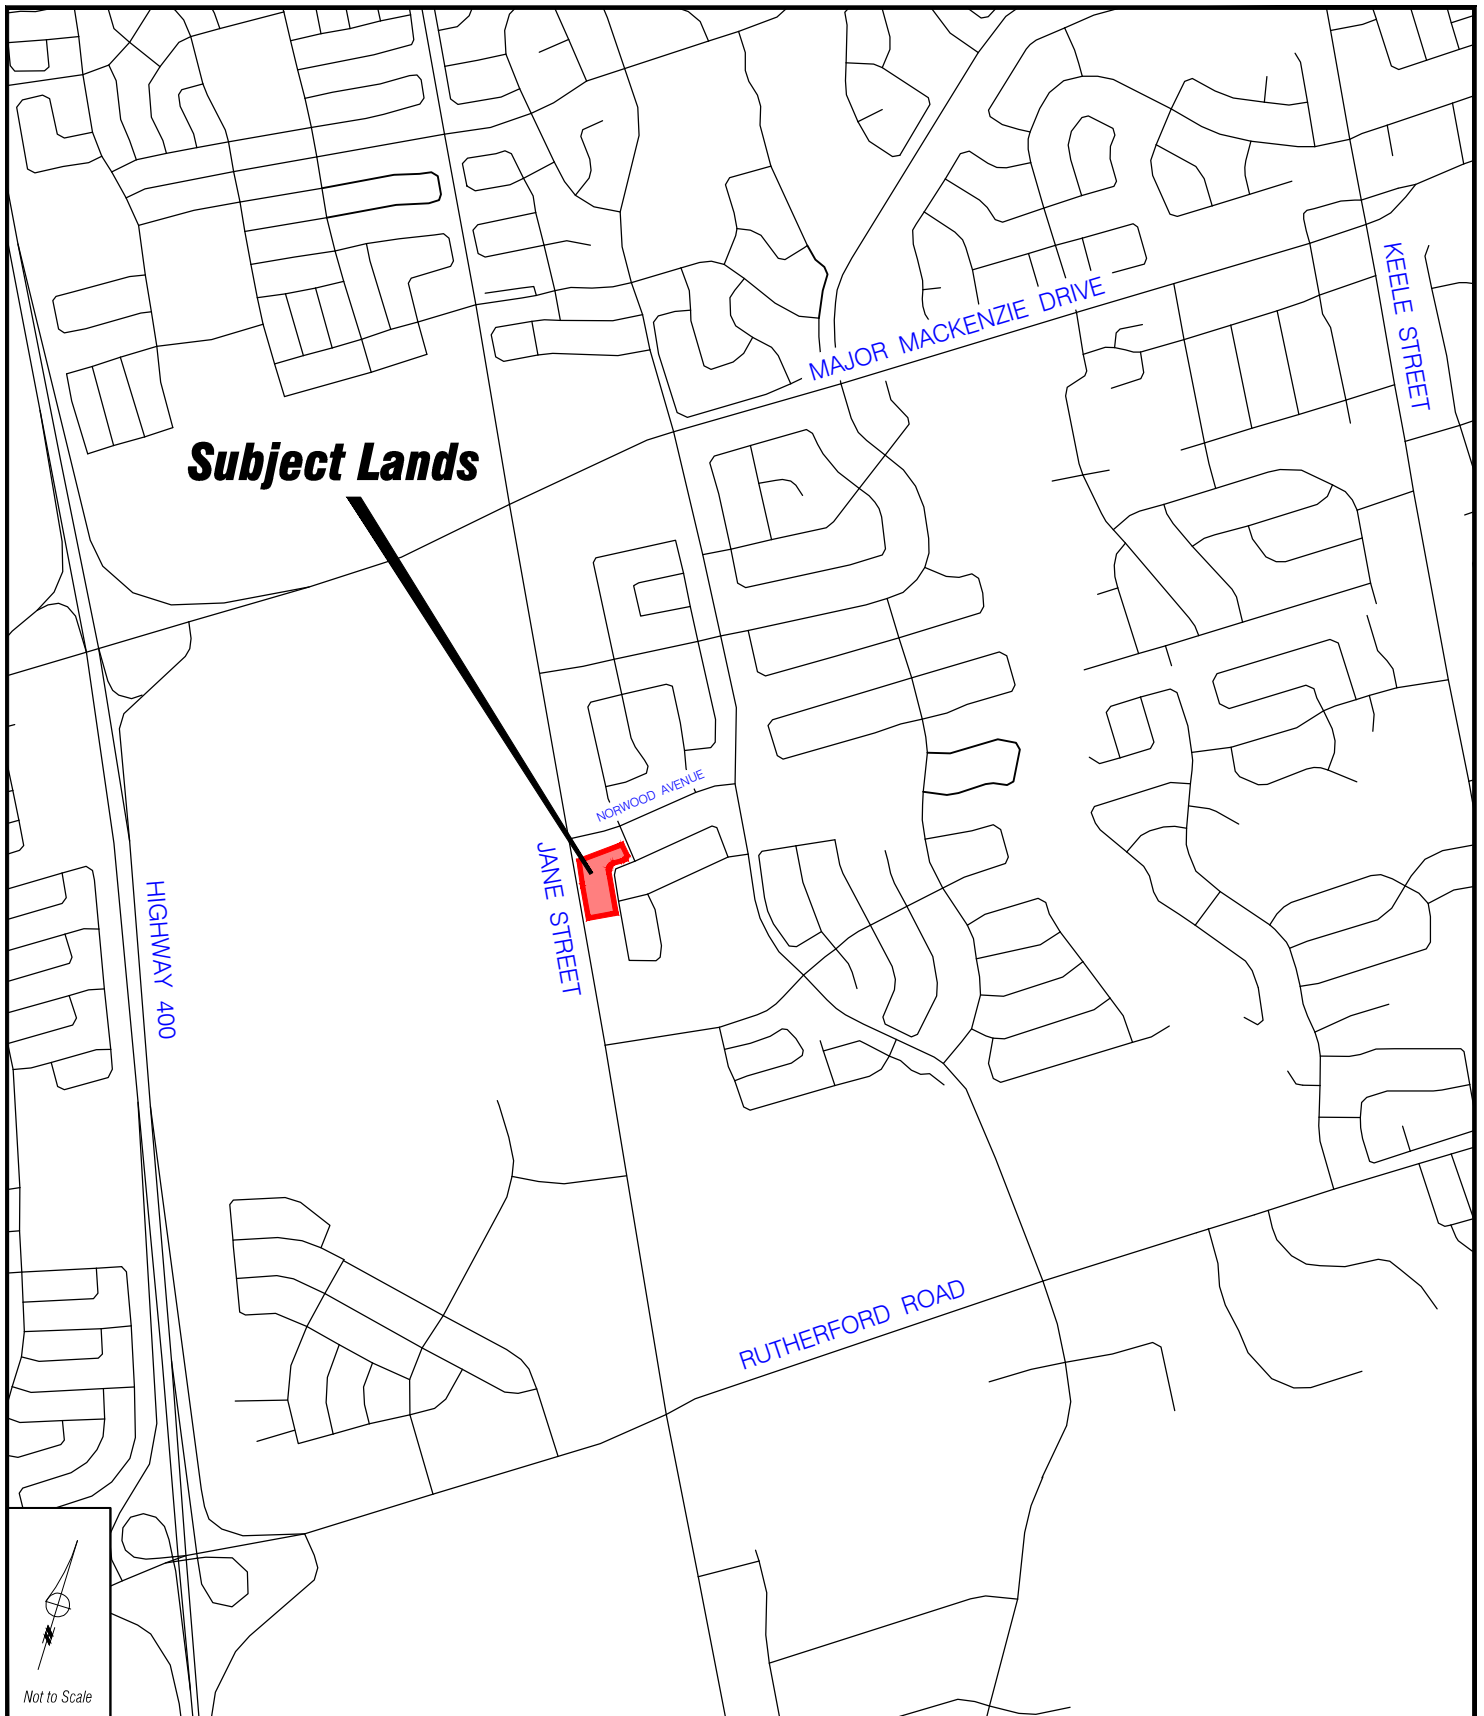 KEELE STREET
MAJOR MACKENZIE DRIVE
Subject Lands
NORWOOD AVENUE
JANE STREET
HIGHWAY 400
RUTHERFORD ROAD
N
Not to Scale